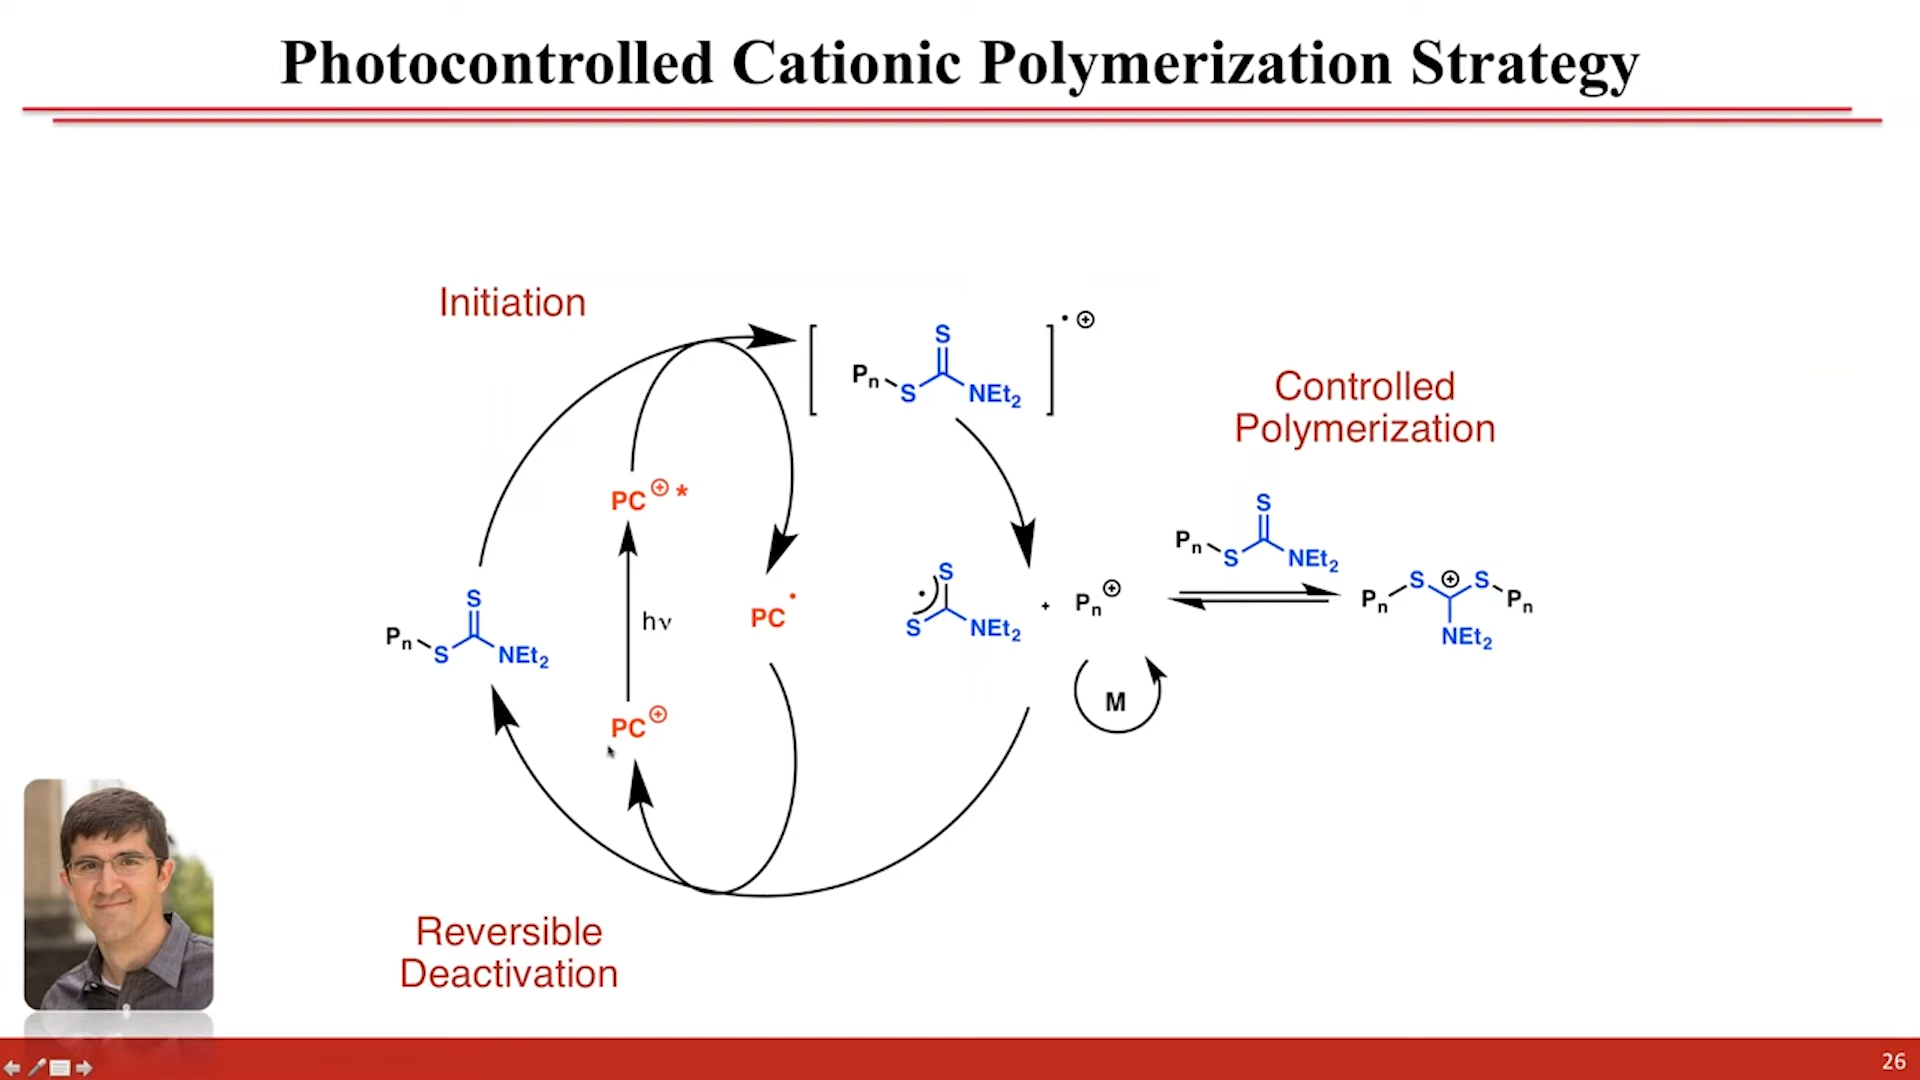 Photocontrolled Cationic Polymerization Strategy
Initiation
S
Pn S NEt2
• ⊕
Controlled
Polymerization
PC ⊕ *
S
Pn S NEt2
S
Pn S NEt2
hν
PC •
S
• S NEt2
+ Pn ⊕
S ⊕ S
Pn Pn
NEt2
PC ⊕
M
Reversible
Deactivation
26